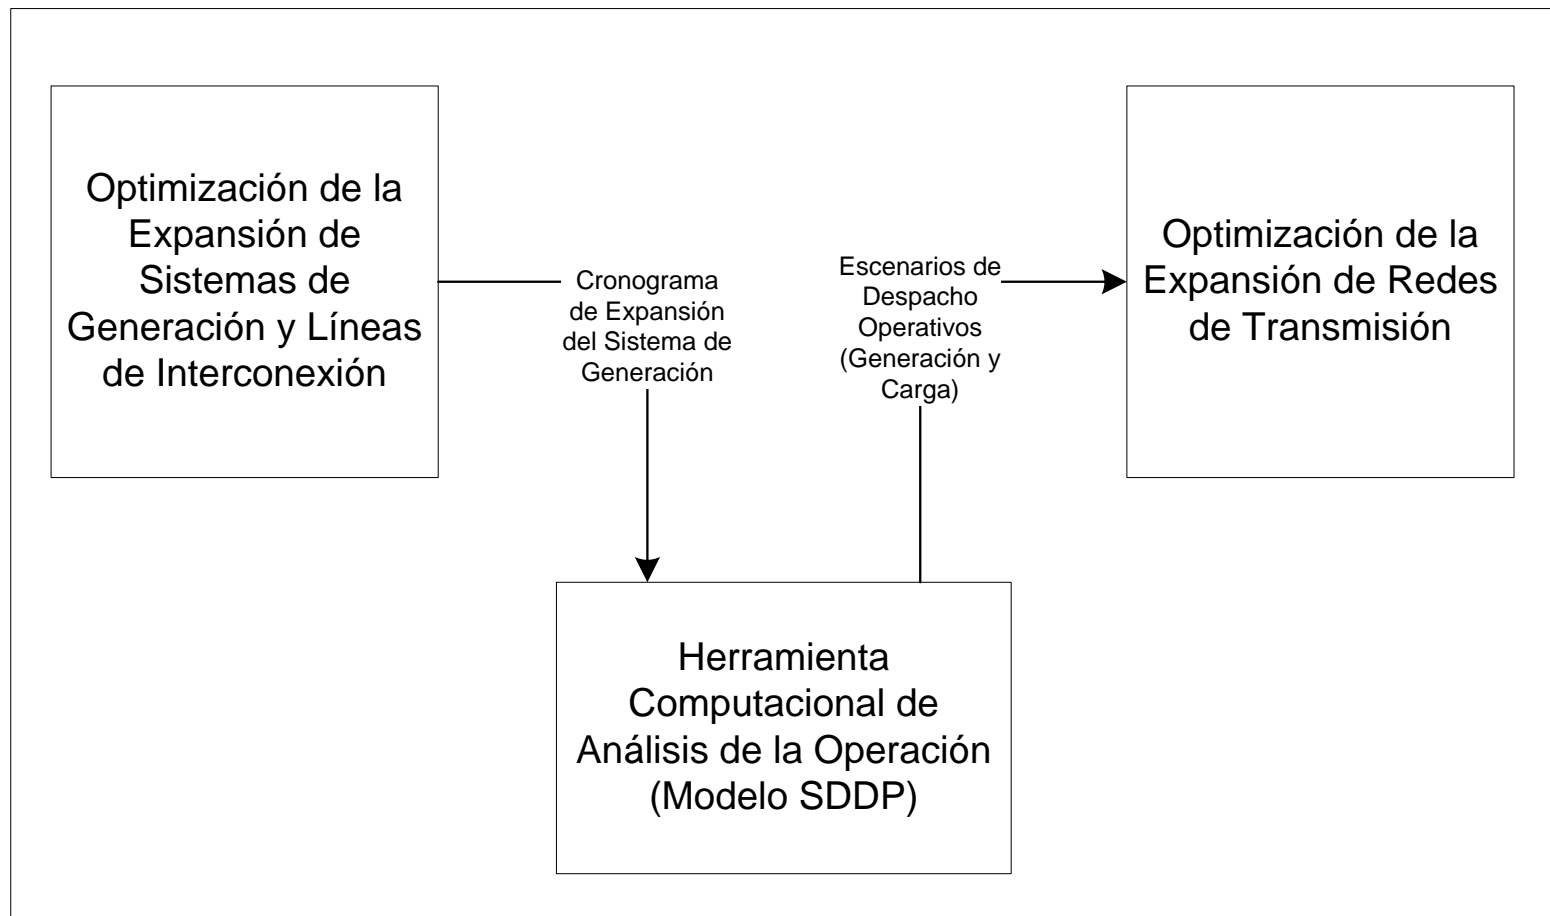 Optimización de la
Expansión de
Sistemas de
Generación y Líneas
de Interconexión
Cronograma
de Expansión
del Sistema de
Generación
Escenarios de
Despacho
Operativos
(Generación y
Carga)
Optimización de la
Expansión de Redes
de Transmisión
Herramienta
Computacional de
Análisis de la Operación
(Modelo SDDP)